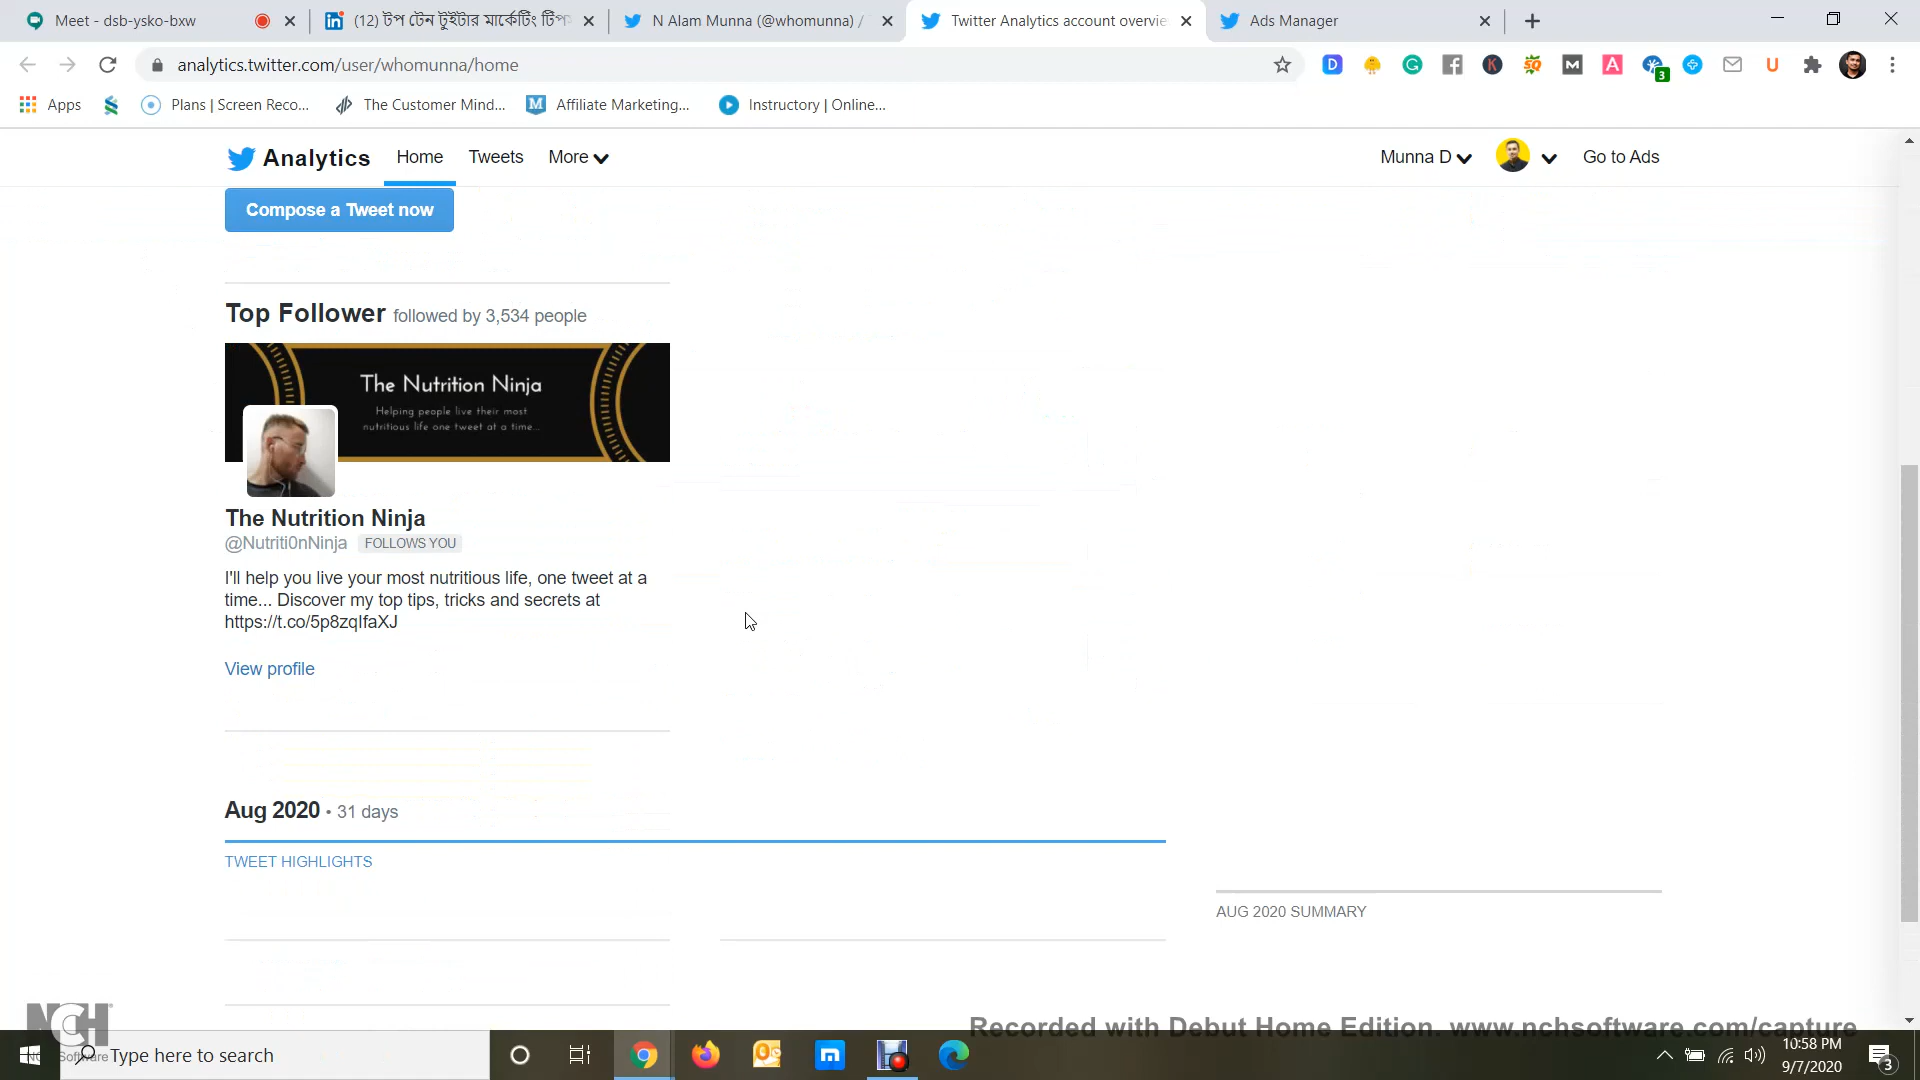 Meet - dsb-ysko-bxw
(12) টপ টেন টুইটার মার্কেটিং টিপস
N Alam Munna (@whomunna) /
Twitter Analytics account overvie
Ads Manager
analytics.twitter.com/user/whomunna/home
Apps
Plans | Screen Reco...
The Customer Mind...
Affiliate Marketing...
Instructory | Online...
Analytics
Home
Tweets
More
Munna D
Go to Ads
Compose a Tweet now
Top Follower followed by 3,534 people
The Nutrition Ninja
Helping people live their most
nutritious life one tweet at a time...
The Nutrition Ninja
@Nutriti0nNinja FOLLOWS YOU
I'll help you live your most nutritious life, one tweet at a
time... Discover my top tips, tricks and secrets at
https://t.co/5p8zqIfaXJ
View profile
Aug 2020 • 31 days
TWEET HIGHLIGHTS
AUG 2020 SUMMARY
NCH
Software
Recorded with Debut Home Edition. www.nchsoftware.com/capture
Type here to search
10:58 PM
9/7/2020
3